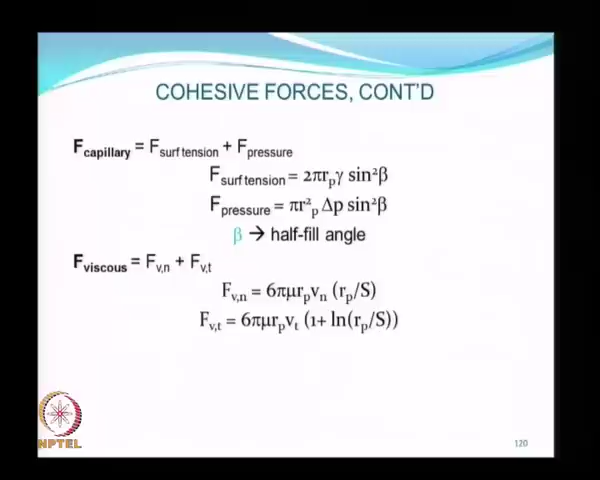 COHESIVE FORCES, CONT'D
F_capillary = F_surf tension + F_pressure
F_surf tension = 2πr_pγ sin²β
F_pressure = πr²_p Δp sin²β
β → half-fill angle
F_viscous = F_v,n + F_v,t
F_v,n = 6πμr_pv_n (r_p/S)
F_v,t = 6πμr_pv_t (1+ ln(r_p/S))
NPTEL
120